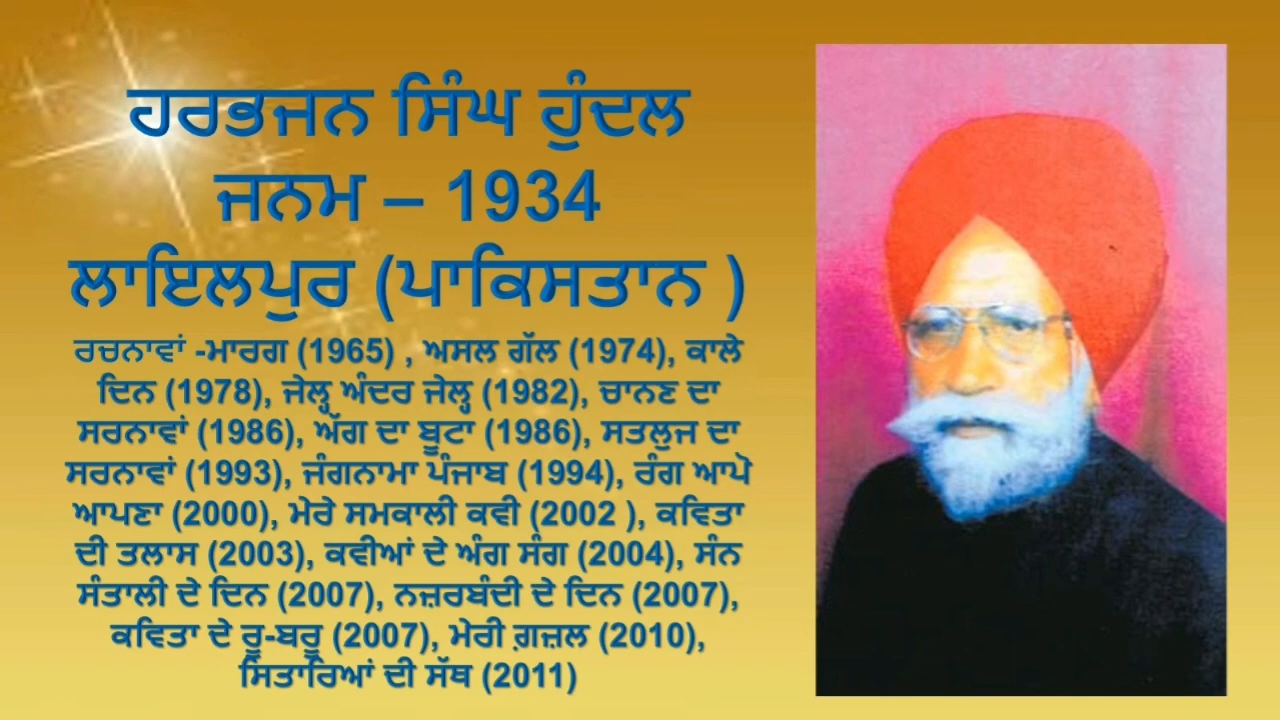 ਹਰਭਜਨ ਸਿੰਘ ਹੁੰਦਲ
ਜਨਮ – 1934
ਲਾਇਲਪੁਰ (ਪਾਕਿਸਤਾਨ )
ਰਚਨਾਵਾਂ -ਮਾਰਗ (1965) , ਅਸਲ ਗੱਲ (1974), ਕਾਲੇ
ਦਿਨ (1978), ਜੇਲ੍ਹ ਅੰਦਰ ਜੇਲ੍ਹ (1982), ਚਾਨਣ ਦਾ
ਸਰਨਾਵਾਂ (1986), ਅੱਗ ਦਾ ਬੂਟਾ (1986), ਸਤਲੁਜ ਦਾ
ਸਰਨਾਵਾਂ (1993), ਜੰਗਨਾਮਾ ਪੰਜਾਬ (1994), ਰੰਗ ਆਪੋ
ਆਪਣਾ (2000), ਮੇਰੇ ਸਮਕਾਲੀ ਕਵੀ (2002 ), ਕਵਿਤਾ
ਦੀ ਤਲਾਸ (2003), ਕਵੀਆਂ ਦੇ ਅੰਗ ਸੰਗ (2004), ਸੰਨ
ਸੰਤਾਲੀ ਦੇ ਦਿਨ (2007), ਨਜ਼ਰਬੰਦੀ ਦੇ ਦਿਨ (2007),
ਕਵਿਤਾ ਦੇ ਰੂ-ਬਰੂ (2007), ਮੇਰੀ ਗ਼ਜ਼ਲ (2010),
ਸਿਤਾਰਿਆਂ ਦੀ ਸੱਥ (2011)